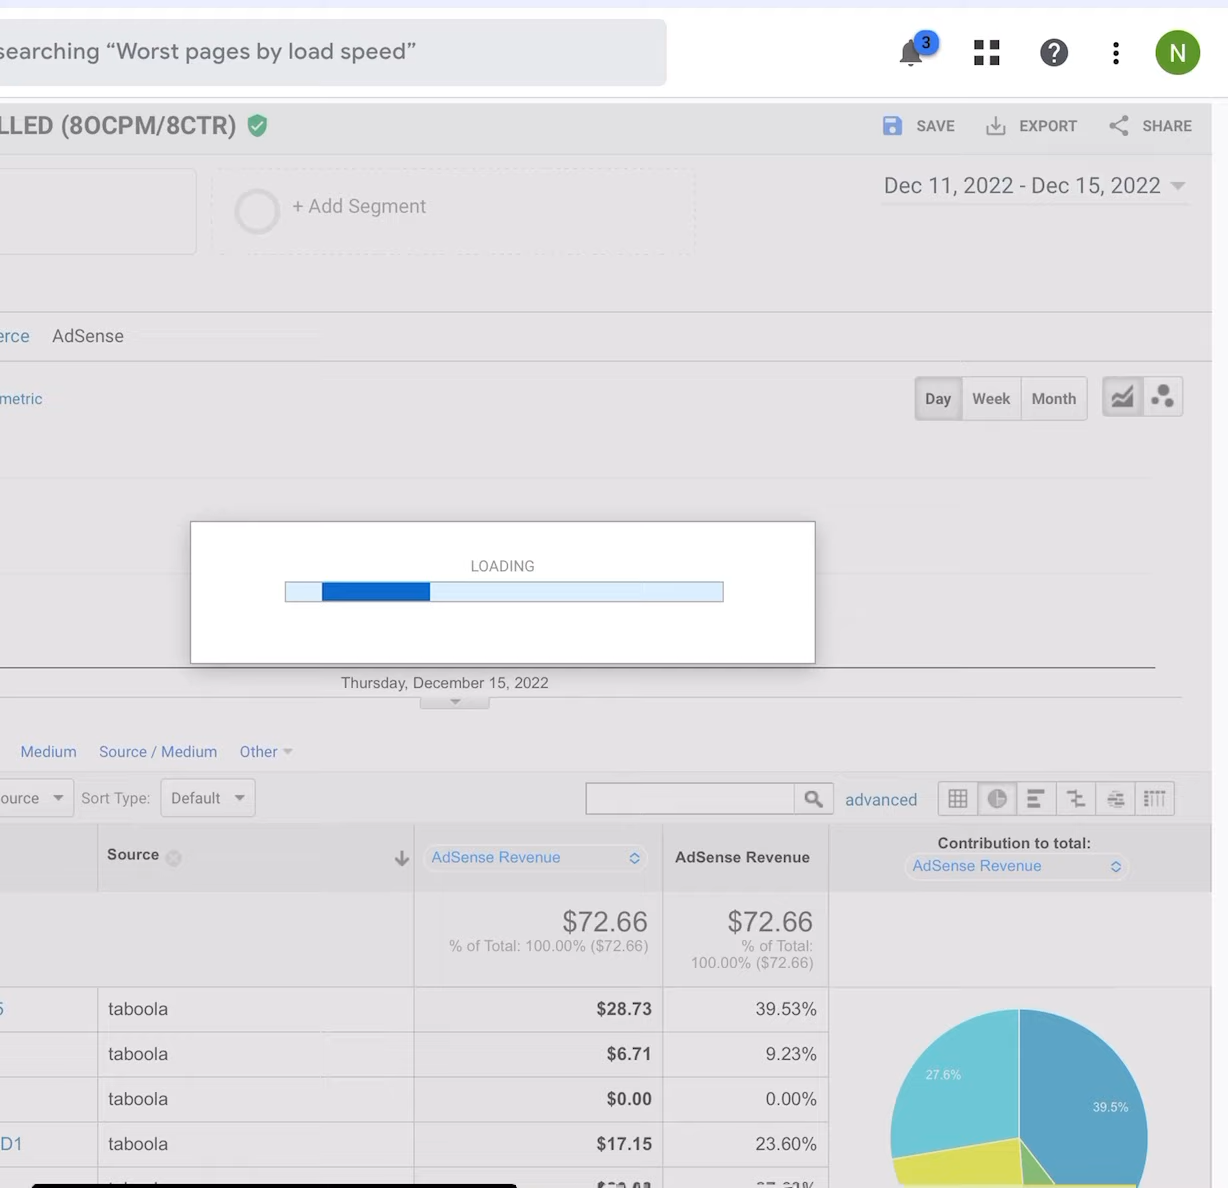 searching “Worst pages by load speed”
3
N
LLED (8OCPM/8CTR)
SAVE
EXPORT
SHARE
+ Add Segment
Dec 11, 2022 - Dec 15, 2022
erce
AdSense
metric
Day
Week
Month
LOADING
Thursday, December 15, 2022
Medium
Source / Medium
Other
ource
Sort Type:
Default
advanced
Source
AdSense Revenue
AdSense Revenue
Contribution to total:
AdSense Revenue
$72.66
% of Total: 100.00% ($72.66)
$72.66
% of Total:
100.00% ($72.66)
taboola
$28.73
39.53%
taboola
$6.71
9.23%
taboola
$0.00
0.00%
D1
taboola
$17.15
23.60%
27.6%
39.5%